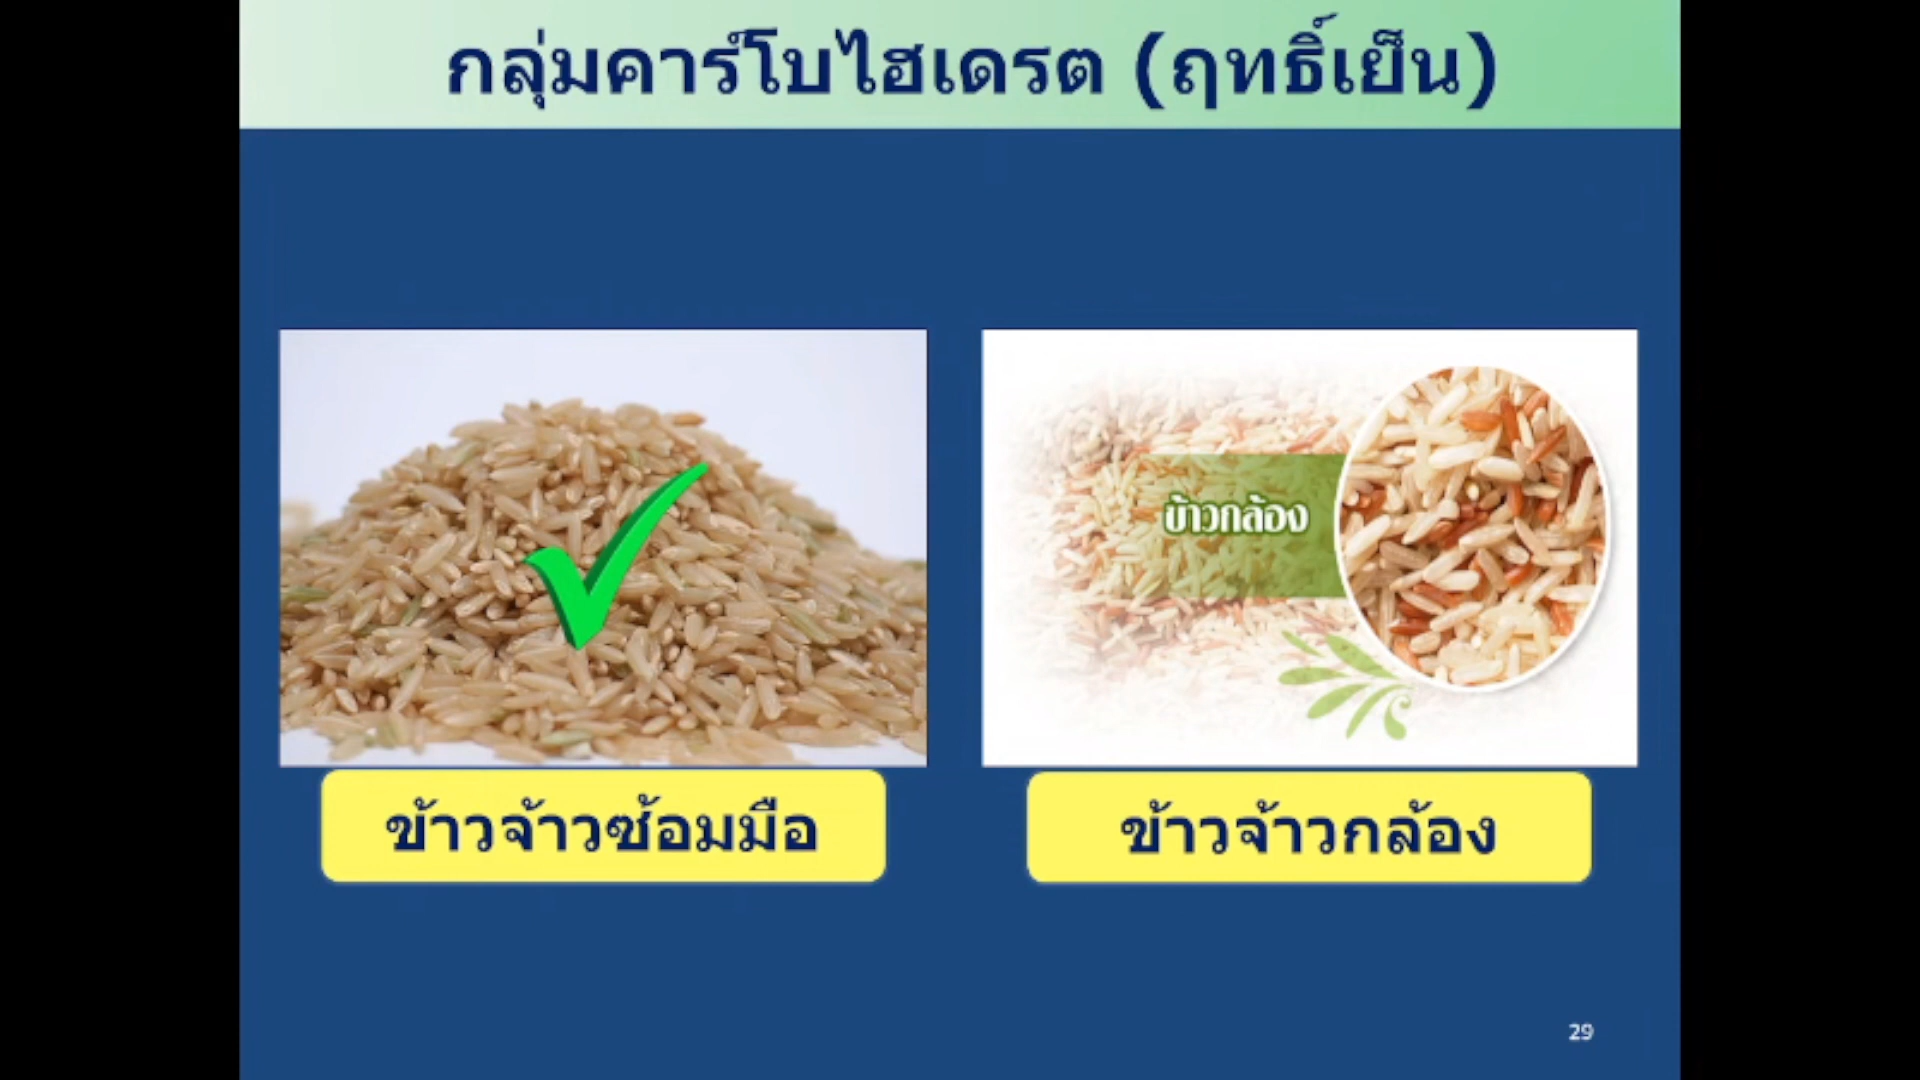 กลุ่มคาร์โบไฮเดรต (ฤทธิ์เย็น)
ข้าวกล้อง
ข้าวจ้าวซ้อมมือ
ข้าวจ้าวกล้อง
29